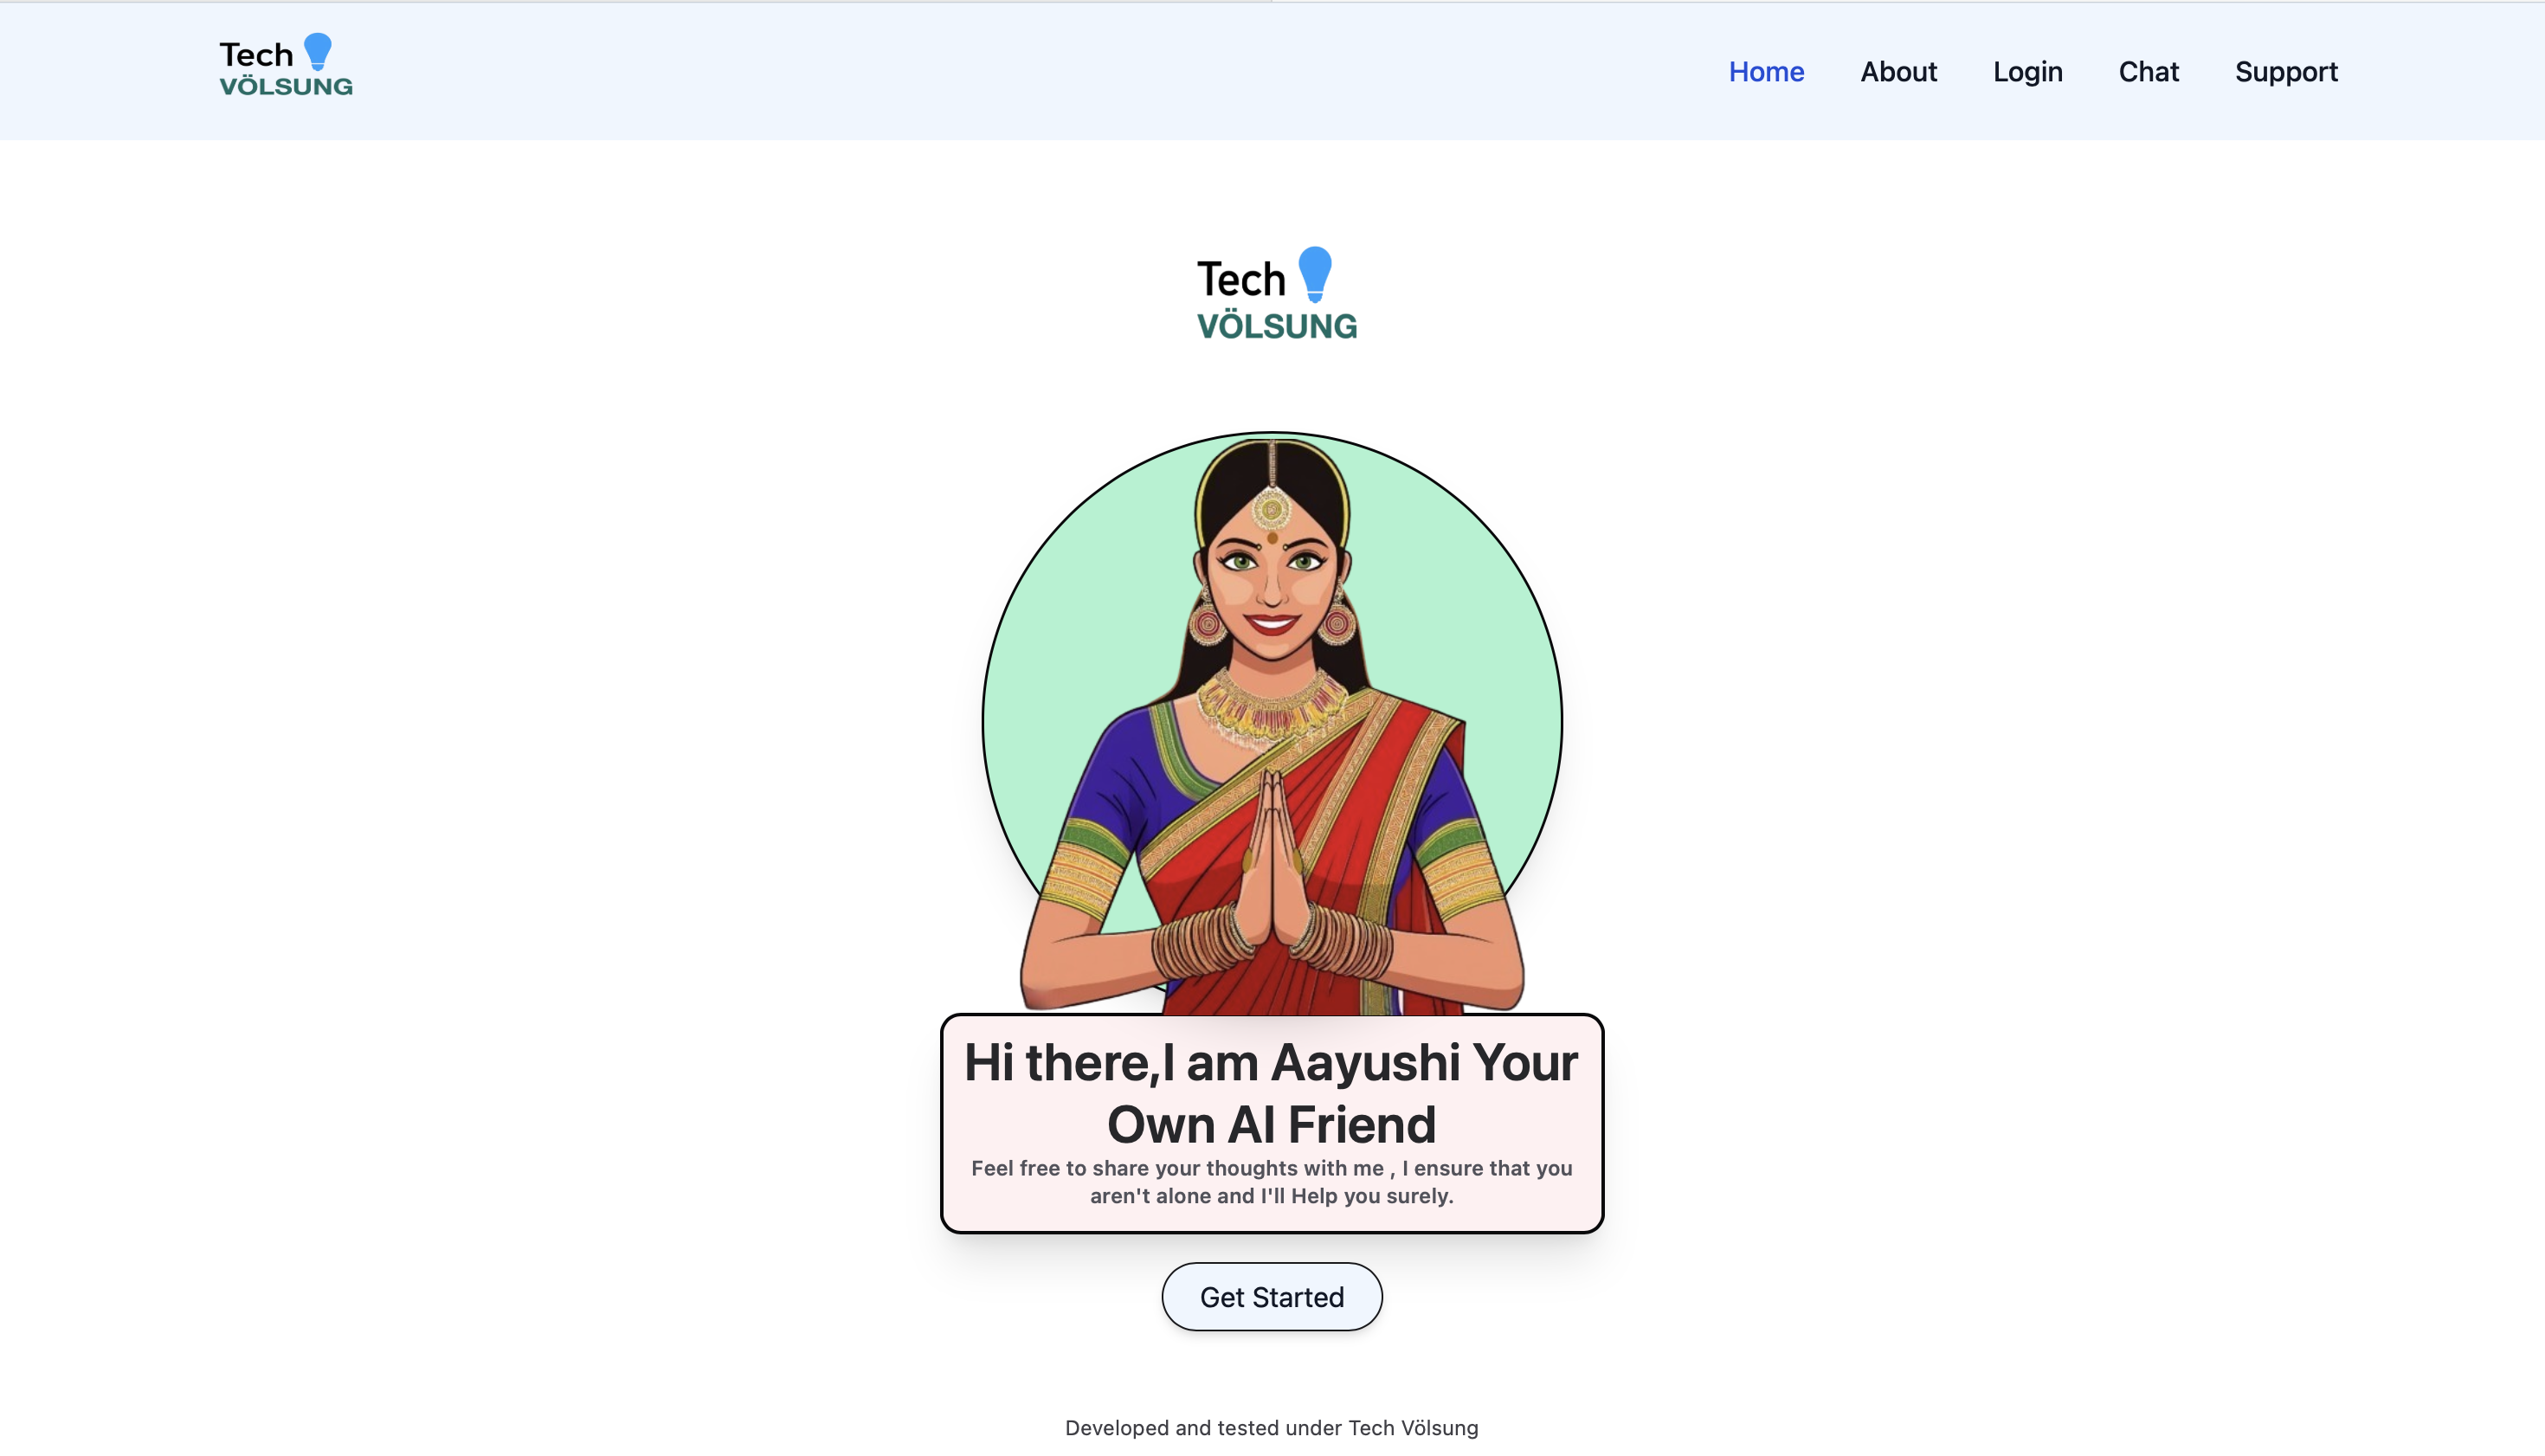 Tech
VÖLSUNG
Home About Login Chat Support
Tech
VÖLSUNG
Hi there,I am Aayushi Your
Own AI Friend
Feel free to share your thoughts with me , I ensure that you
aren't alone and I'll Help you surely.
Get Started
Developed and tested under Tech Völsung